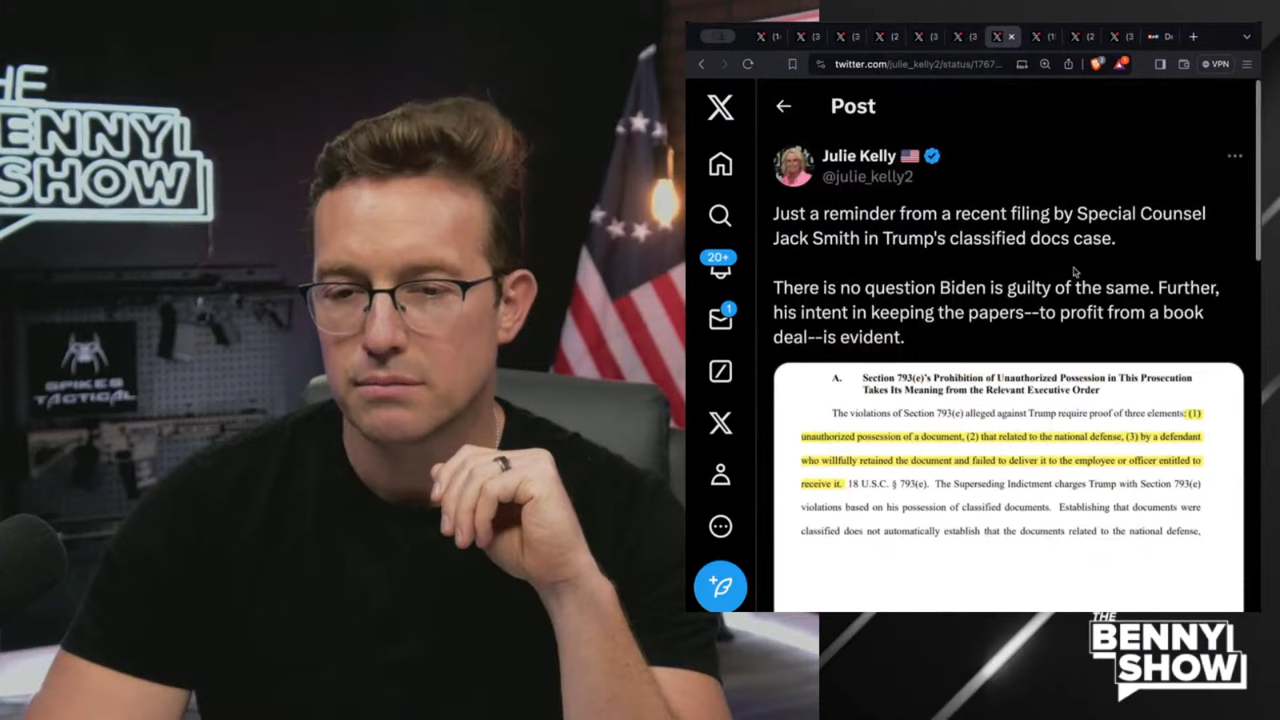 THE
BENNY
SHOW
SPIKES
TACTICAL
twitter.com/julie_kelly2/status/1767...
VPN
Post
Julie Kelly
@julie_kelly2
Just a reminder from a recent filing by Special Counsel
Jack Smith in Trump's classified docs case.
There is no question Biden is guilty of the same. Further,
his intent in keeping the papers--to profit from a book
deal--is evident.
20+
1
A. Section 793(e)'s Prohibition of Unauthorized Possession in This Prosecution
Takes Its Meaning from the Relevant Executive Order
The violations of Section 793(e) alleged against Trump require proof of three elements: (1)
unauthorized possession of a document, (2) that related to the national defense, (3) by a defendant
who willfully retained the document and failed to deliver it to the employee or officer entitled to
receive it. 18 U.S.C. § 793(e). The Superseding Indictment charges Trump with Section 793(e)
violations based on his possession of classified documents. Establishing that documents were
classified does not automatically establish that the documents related to the national defense,
THE
BENNY
SHOW